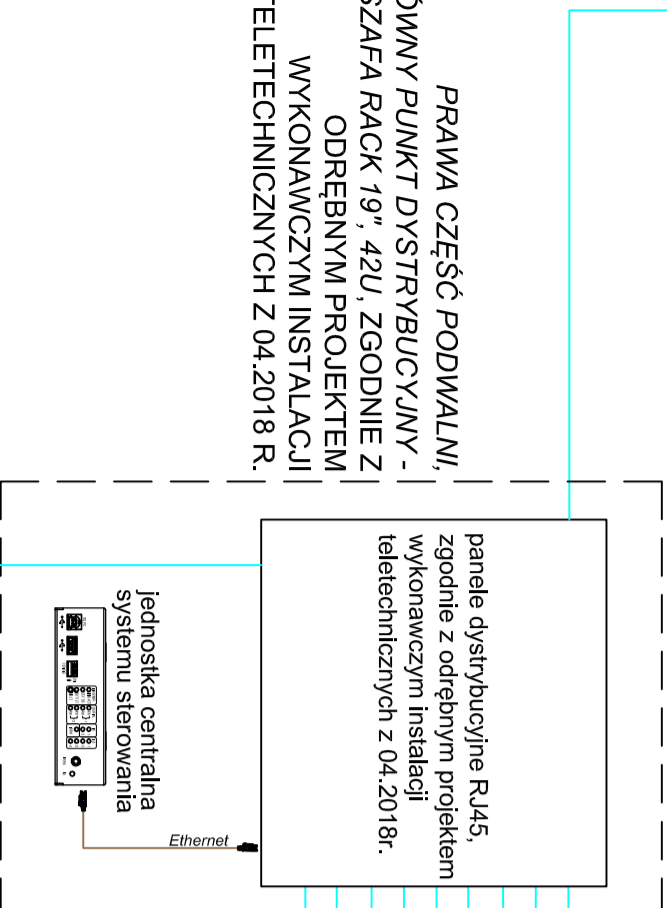 PRAWA CZĘŚĆ PODWALNI,
ÓWNY PUNKT DYSTRYBUCYJNY -
SZAFA RACK 19", 42U, ZGODNIE Z
ODRĘBNYM PROJEKTEM
WYKONAWCZYM INSTALACJI
TELETECHNICZNYCH Z 04.2018 R.
panele dystrybucyjne RJ45,
zgodnie z odrębnym projektem
wykonawczym instalacji
teletechnicznych z 04.2018r.
jednostka centralna
systemu sterowania
Ethernet